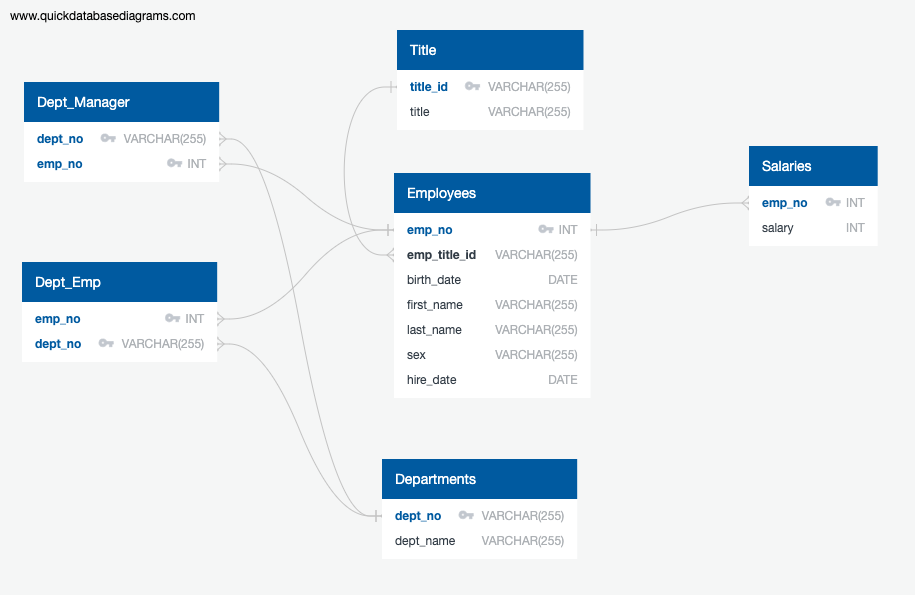 www.quickdatabasediagrams.com
Title
title_id VARCHAR(255)
title VARCHAR(255)
Dept_Manager
dept_no VARCHAR(255)
emp_no INT
Salaries
emp_no INT
salary INT
Employees
emp_no INT
emp_title_id VARCHAR(255)
birth_date DATE
first_name VARCHAR(255)
last_name VARCHAR(255)
sex VARCHAR(255)
hire_date DATE
Dept_Emp
emp_no INT
dept_no VARCHAR(255)
Departments
dept_no VARCHAR(255)
dept_name VARCHAR(255)